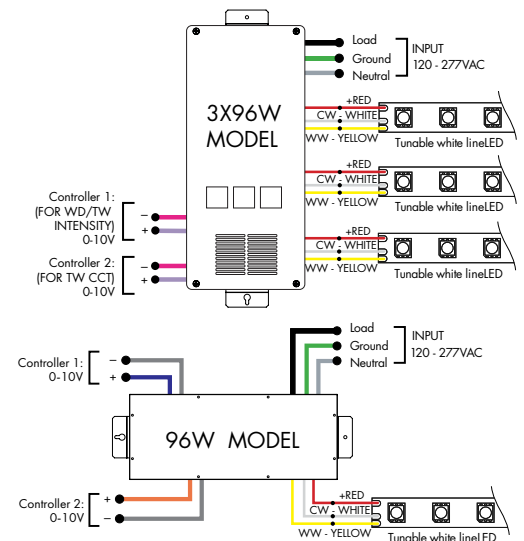 Load
Ground
Neutral
INPUT
120 - 277VAC
3X96W
MODEL
+RED
CW - WHITE
WW - YELLOW
Tunable white lineLED
+RED
CW - WHITE
WW - YELLOW
Tunable white lineLED
+RED
CW - WHITE
WW - YELLOW
Tunable white lineLED
Controller 1:
(FOR WD/TW
INTENSITY)
0-10V
–
+
Controller 2:
(FOR TW CCT)
0-10V
–
+
Load
Ground
Neutral
INPUT
120 - 277VAC
Controller 1:
0-10V
–
+
96W MODEL
Controller 2:
0-10V
+
–
+RED
CW - WHITE
WW - YELLOW
Tunable white lineLED